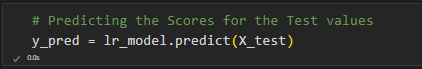 # Predicting the Scores for the Test values
y_pred = lr_model.predict(X_test)
0.0s